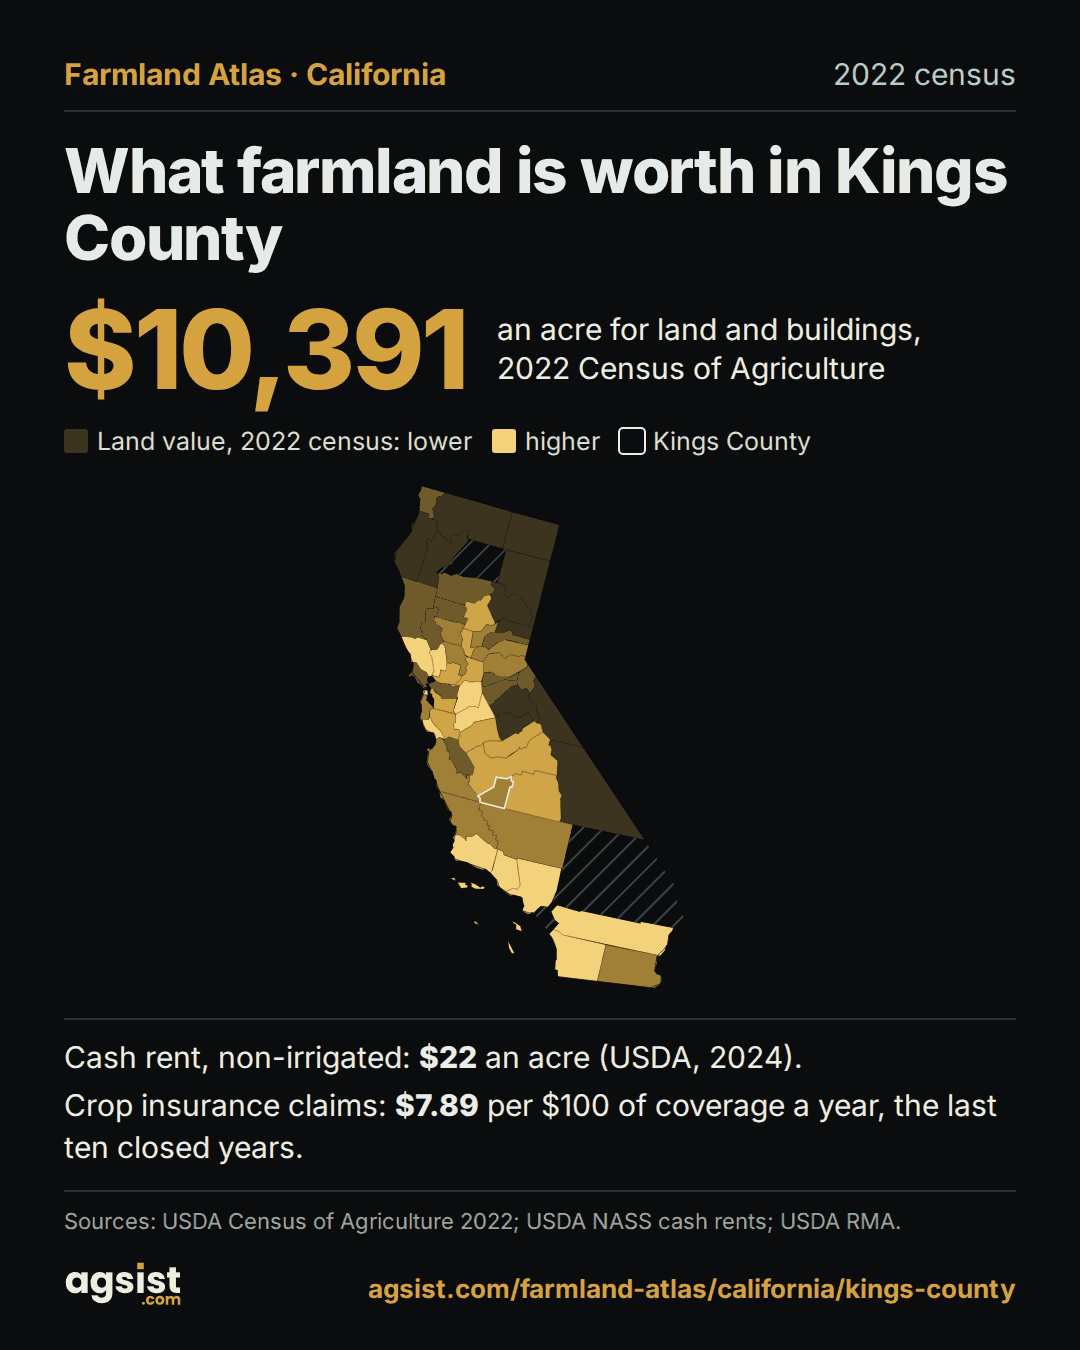 Farmland Atlas · California
2022 census
What farmland is worth in Kings
County
$10,391
an acre for land and buildings,
2022 Census of Agriculture
Land value, 2022 census: lower
higher
Kings County
Cash rent, non-irrigated: $22 an acre (USDA, 2024).
Crop insurance claims: $7.89 per $100 of coverage a year, the last
ten closed years.
Sources: USDA Census of Agriculture 2022; USDA NASS cash rents; USDA RMA.
agsist
.com
agsist.com/farmland-atlas/california/kings-county